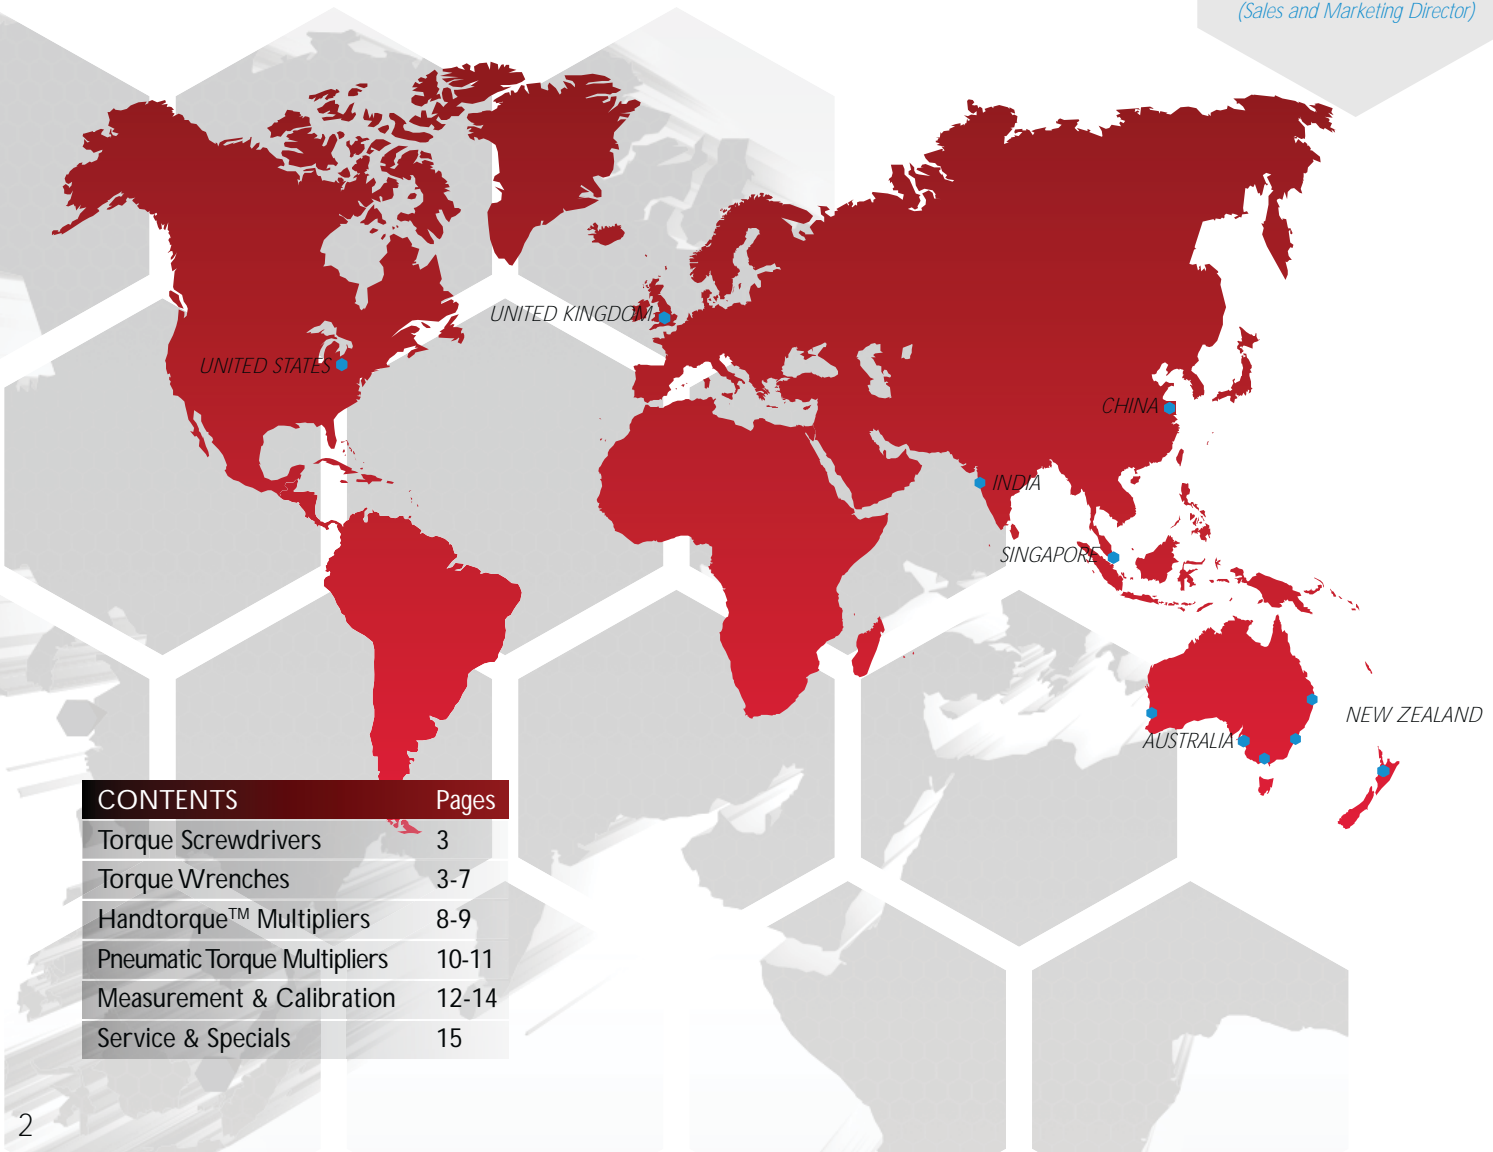 (Sales and Marketing Director)
UNITED KINGDOM
UNITED STATES
CHINA
INDIA
SINGAPORE
NEW ZEALAND
AUSTRALIA
CONTENTS Pages
Torque Screwdrivers 3
Torque Wrenches 3-7
Handtorque™ Multipliers 8-9
Pneumatic Torque Multipliers 10-11
Measurement & Calibration 12-14
Service & Specials 15
2